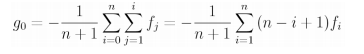 g_0 = -\frac{1}{n+1} \sum_{i=0}^{n} \sum_{j=1}^{i} f_j = -\frac{1}{n+1} \sum_{i=1}^{n} (n-i+1) f_i